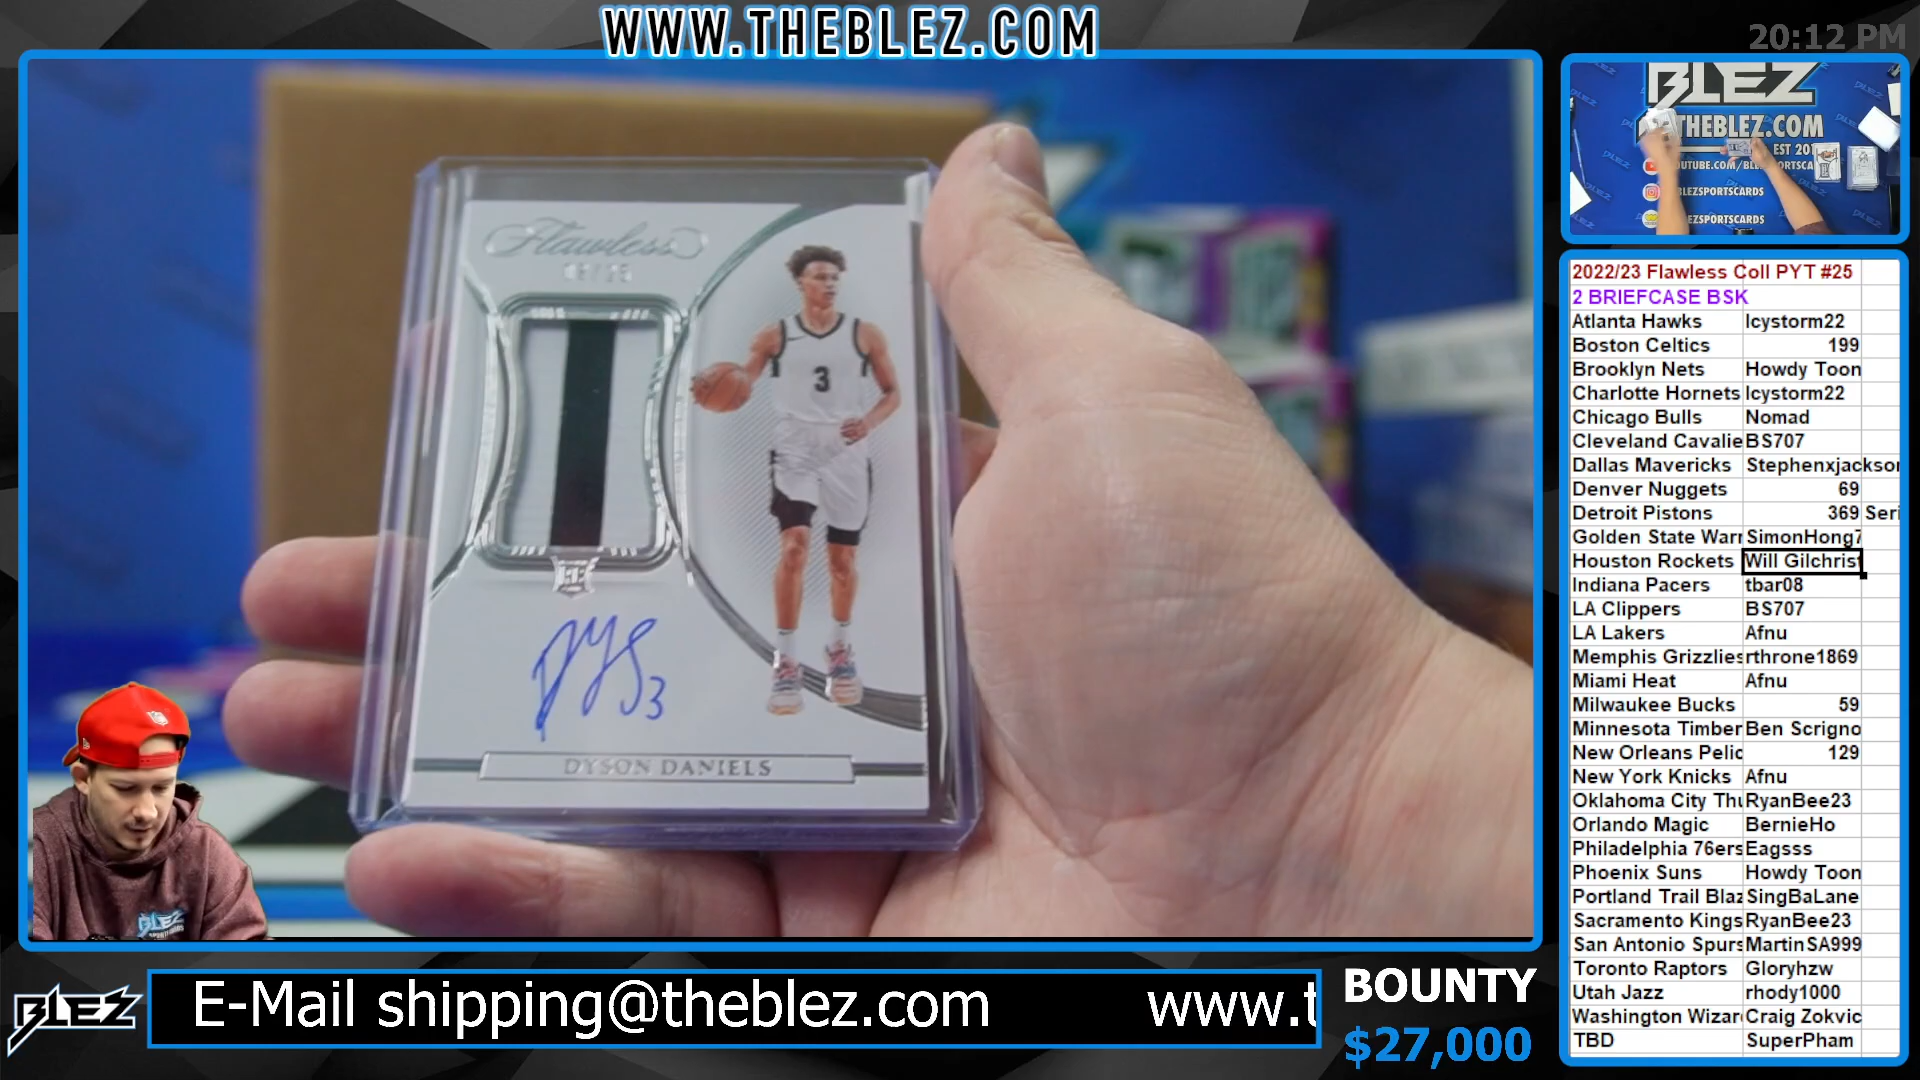 WWW.THEBLEZ.COM
20:12 PM
Flawless
3
DYSON DANIELS
BLEZ
THEBLEZ.COM
2022/23 Flawless Coll PYT #25
2 BRIEFCASE BSK
Atlanta Hawks Icystorm22
Boston Celtics 199
Brooklyn Nets Howdy Toon
Charlotte Hornets Icystorm22
Chicago Bulls Nomad
Cleveland Cavalie BS707
Dallas Mavericks Stephenxjackson
Denver Nuggets 69
Detroit Pistons 369 Seri
Golden State Warr SimonHong7
Houston Rockets Will Gilchrist
Indiana Pacers tbar08
LA Clippers BS707
LA Lakers Afnu
Memphis Grizzlies rthrone1869
Miami Heat Afnu
Milwaukee Bucks 59
Minnesota Timber Ben Scrigno
New Orleans Pelic 129
New York Knicks Afnu
Oklahoma City Thu RyanBee23
Orlando Magic BernieHo
Philadelphia 76ers Eagsss
Phoenix Suns Howdy Toon
Portland Trail Blaz SingBaLane
Sacramento Kings RyanBee23
San Antonio Spurs MartinSA999
Toronto Raptors Gloryhzw
Utah Jazz rhody1000
Washington Wizar Craig Zokvic
TBD SuperPham
BLEZ
E-Mail shipping@theblez.com www.t
BOUNTY
$27,000